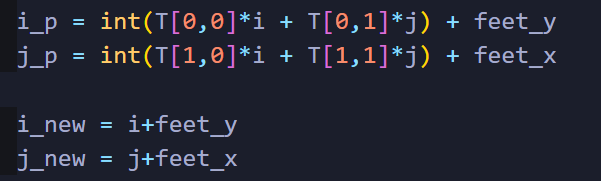 i_p = int(T[0,0]*i + T[0,1]*j) + feet_y
j_p = int(T[1,0]*i + T[1,1]*j) + feet_x
i_new = i+feet_y
j_new = j+feet_x